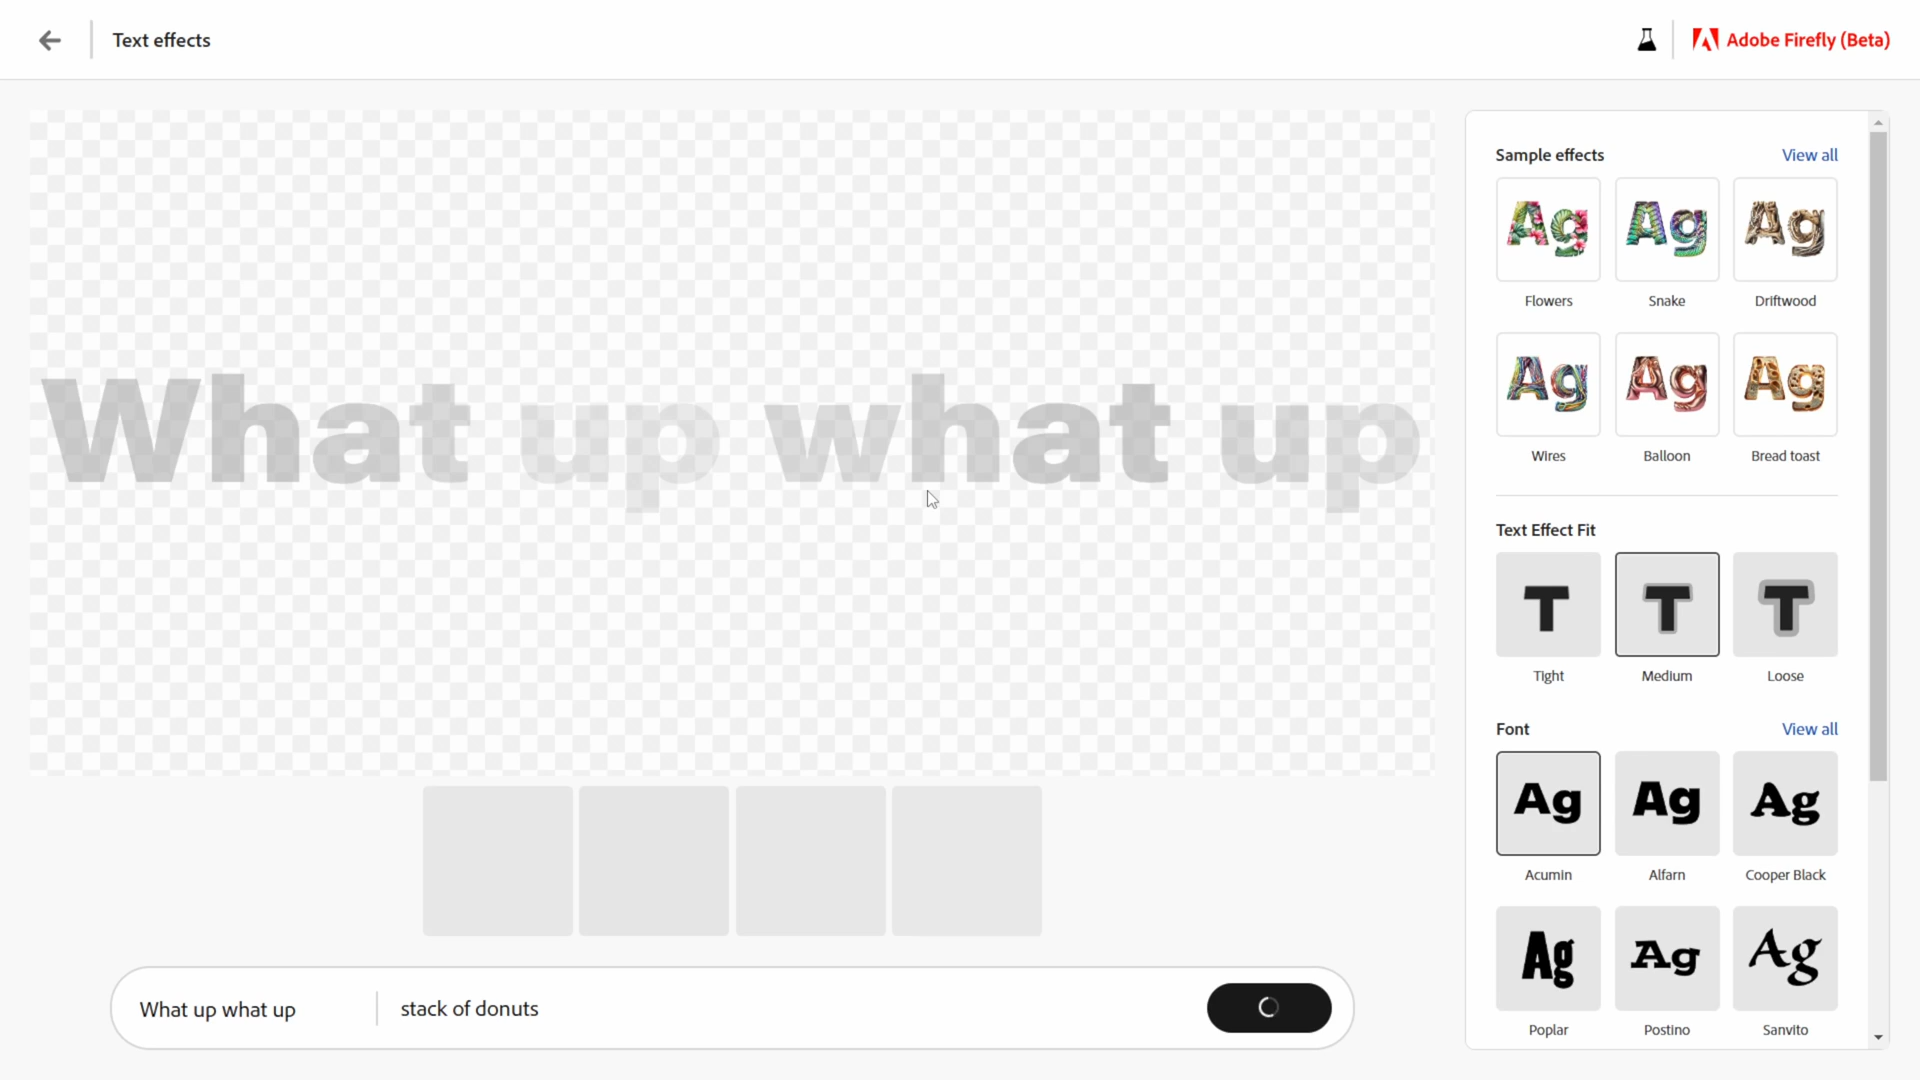 Text effects
Adobe Firefly (Beta)
What up what up
Sample effects
View all
Ag
Ag
Ag
Flowers
Snake
Driftwood
Ag
Ag
Ag
Wires
Balloon
Bread toast
Text Effect Fit
T
T
T
Tight
Medium
Loose
Font
View all
Ag
Ag
Ag
Acumin
Alfarn
Cooper Black
Ag
Ag
Ag
Poplar
Postino
Sanvito
What up what up
stack of donuts